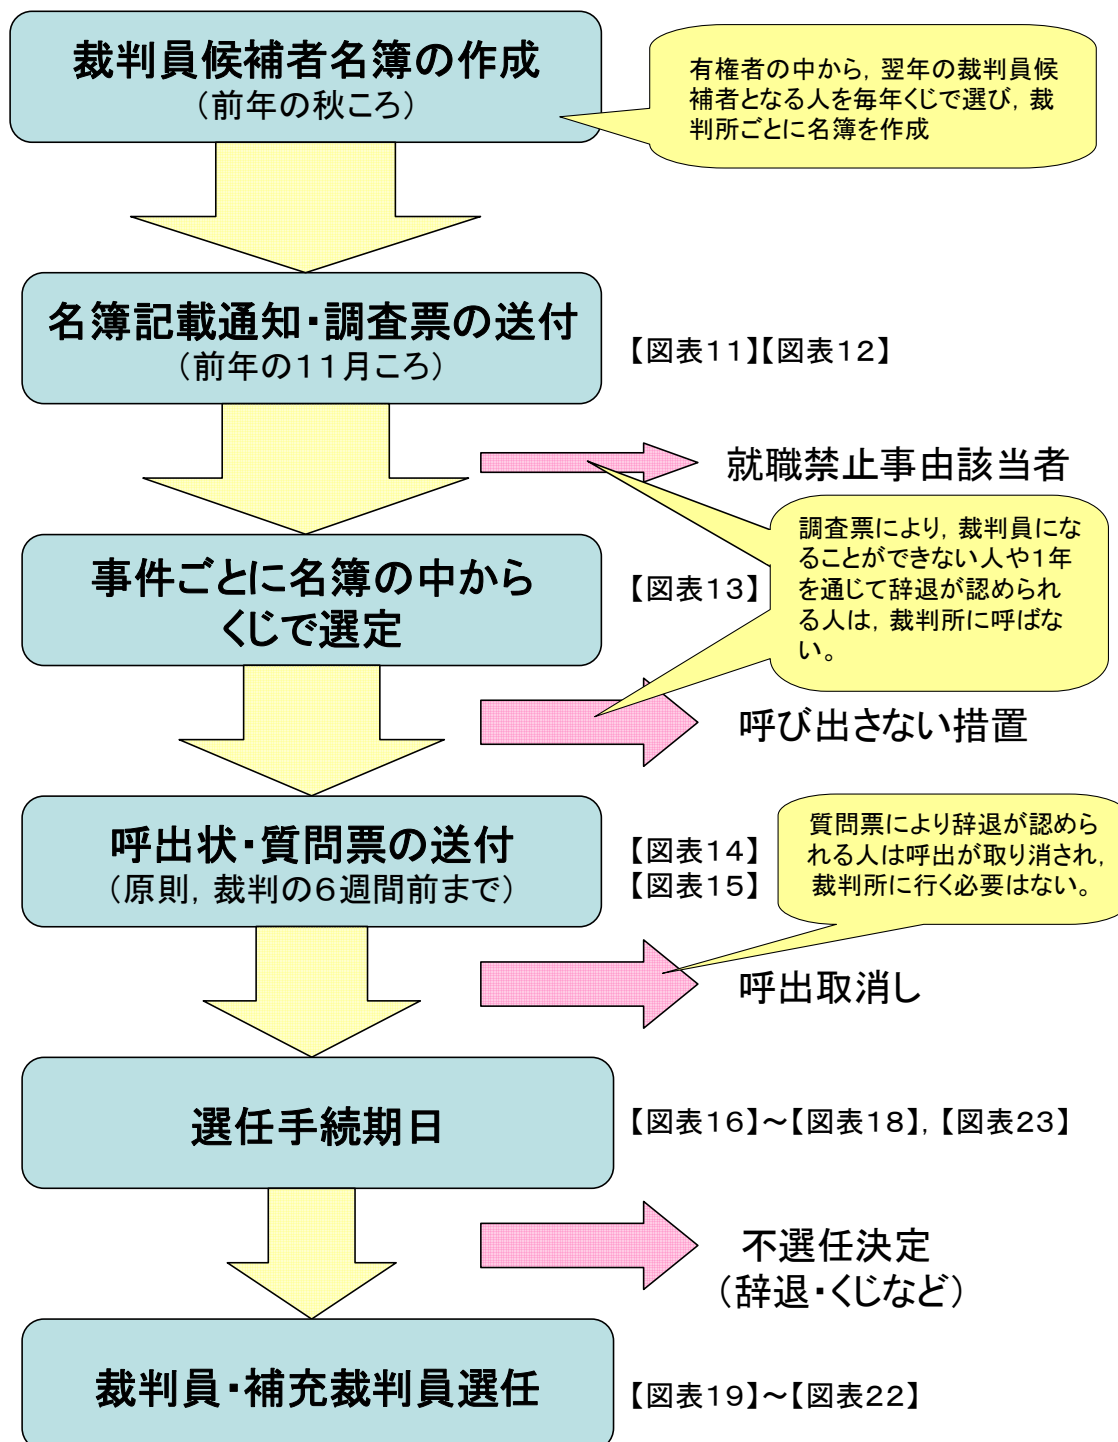 裁判員候補者名簿の作成
（前年の秋ころ）
有権者の中から，翌年の裁判員候
補者となる人を毎年くじで選び，裁
判所ごとに名簿を作成
名簿記載通知・調査票の送付
（前年の１１月ころ）
【図表１１】【図表１２】
就職禁止事由該当者
調査票により，裁判員にな
ることができない人や１年
を通じて辞退が認められ
る人は，裁判所に呼ばな
い。
事件ごとに名簿の中から
くじで選定
【図表１３】
呼び出さない措置
呼出状・質問票の送付
（原則，裁判の６週間前まで）
【図表１４】
【図表１５】
質問票により辞退が認めら
れる人は呼出が取り消され，
裁判所に行く必要はない。
呼出取消し
選任手続期日
【図表１６】～【図表１８】，【図表２３】
不選任決定
（辞退・くじなど）
裁判員・補充裁判員選任
【図表１９】～【図表２２】